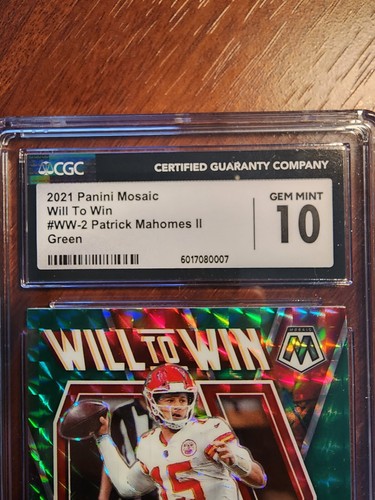 CGC
CERTIFIED GUARANTY COMPANY
2021 Panini Mosaic
Will To Win
#WW-2 Patrick Mahomes II
Green
GEM MINT
10
6017080007
WILL TO WIN
MOSAIC
15